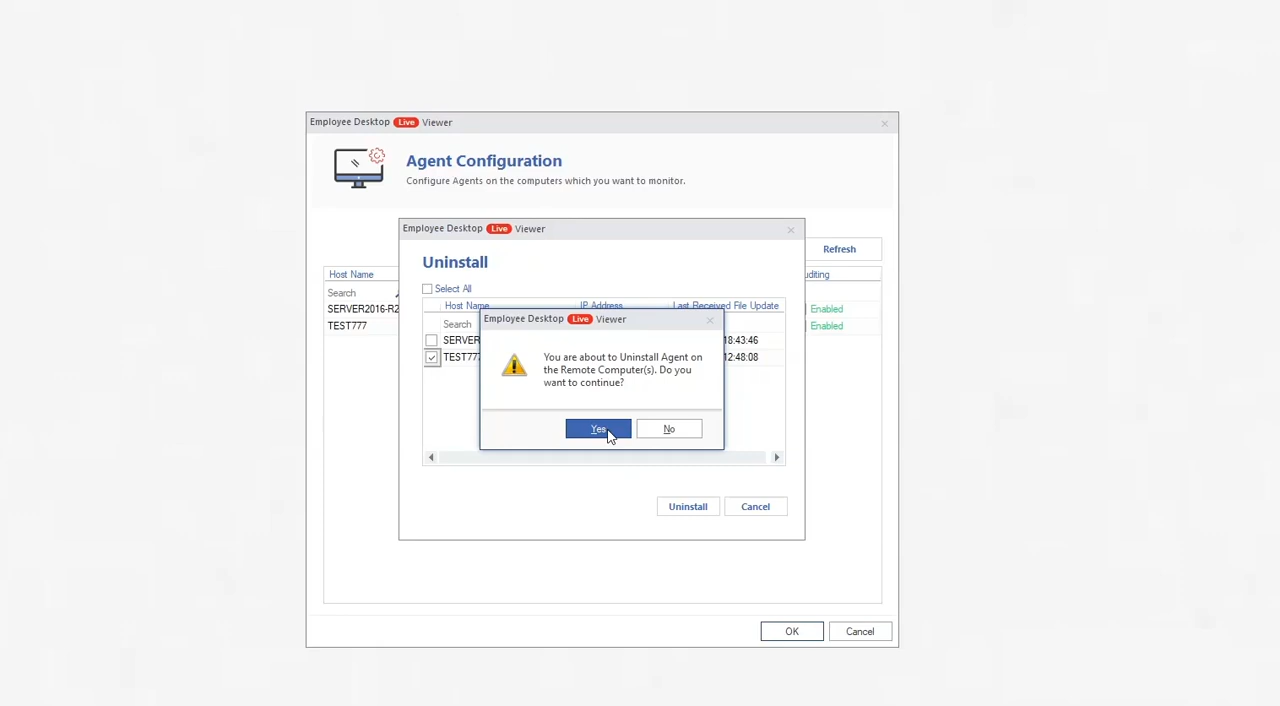 Employee Desktop Live Viewer
Agent Configuration
Configure Agents on the computers which you want to monitor.
Refresh
Host Name
Search
SERVER2016-R2
Enabled
TEST777
Enabled
Employee Desktop Live Viewer
Uninstall
Select All
Host Name IP Address Last Received File Update
Search
SERVER
18:43:46
TEST777
12:48:08
Employee Desktop Live Viewer
You are about to Uninstall Agent on
the Remote Computer(s). Do you
want to continue?
Yes No
Uninstall Cancel
OK Cancel